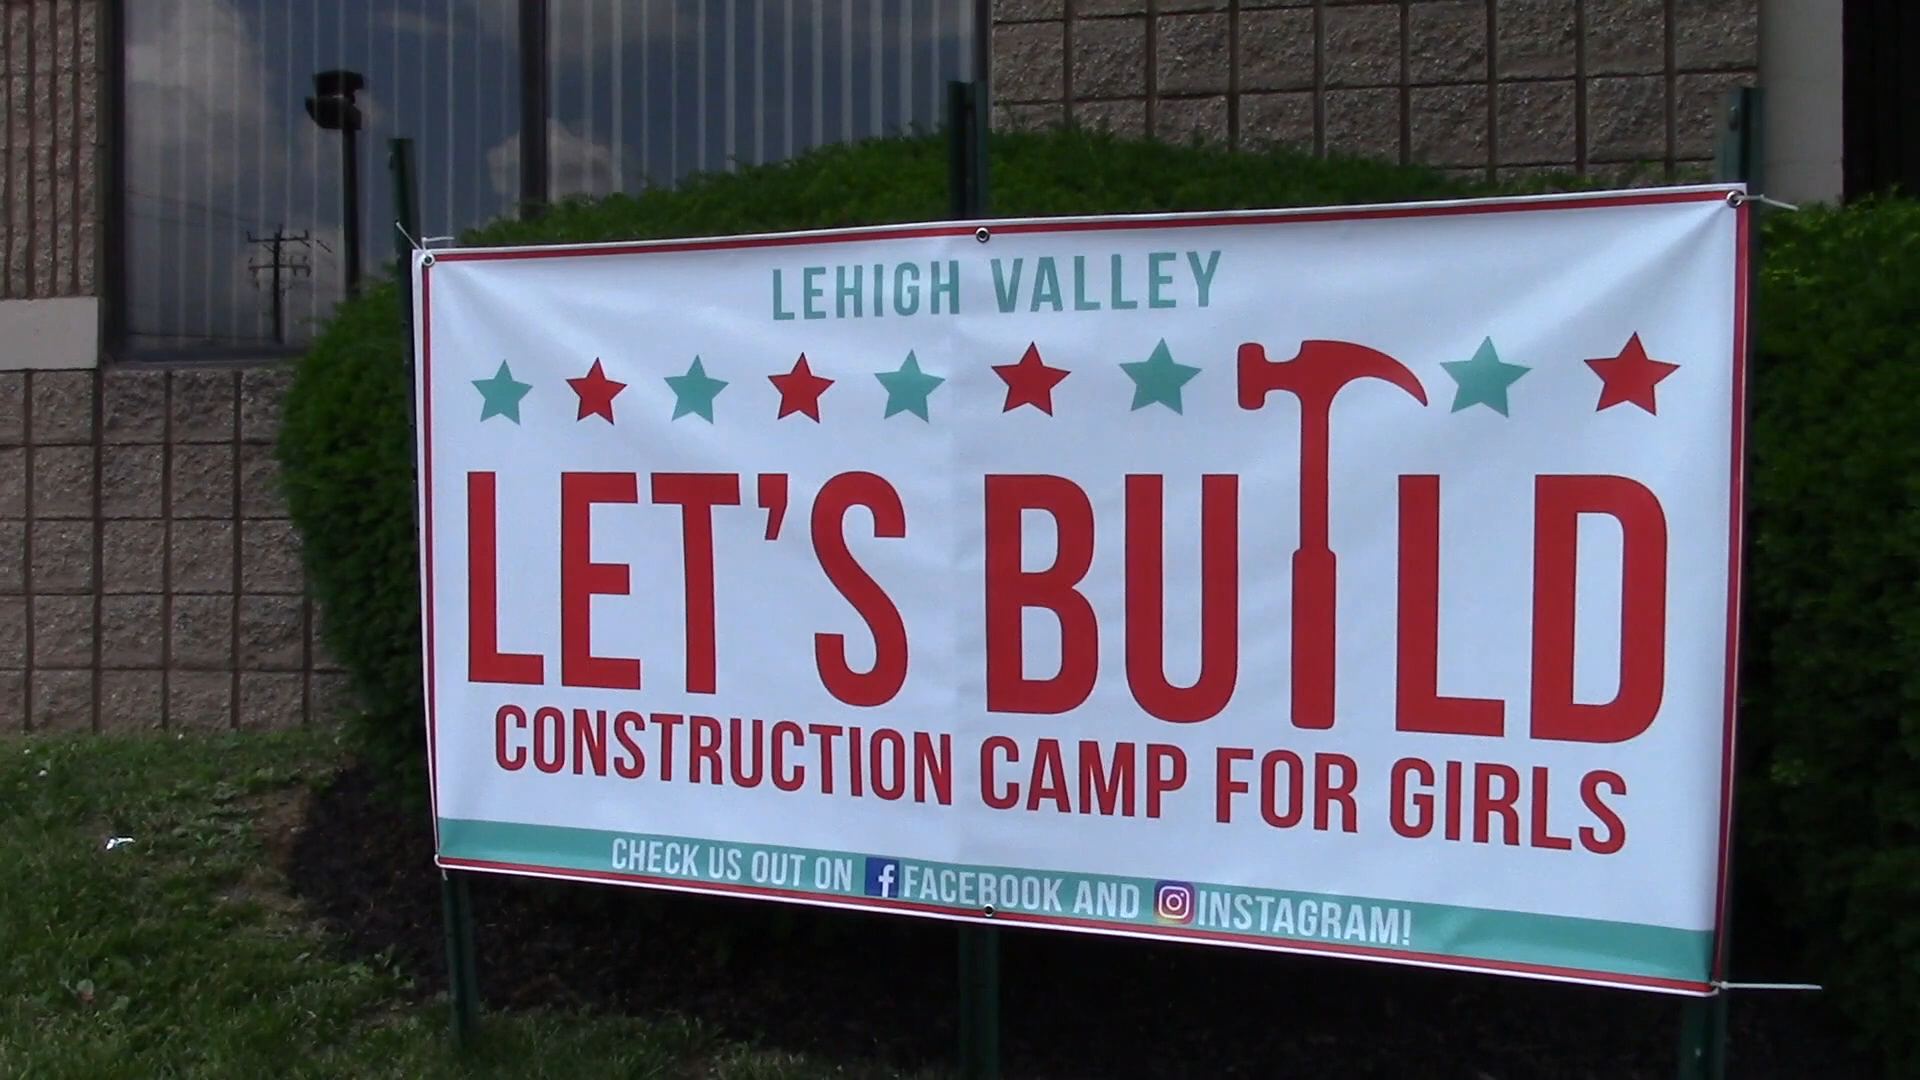 LEHIGH VALLEY
LET'S BUILD
CONSTRUCTION CAMP FOR GIRLS
CHECK US OUT ON f FACEBOOK AND INSTAGRAM!